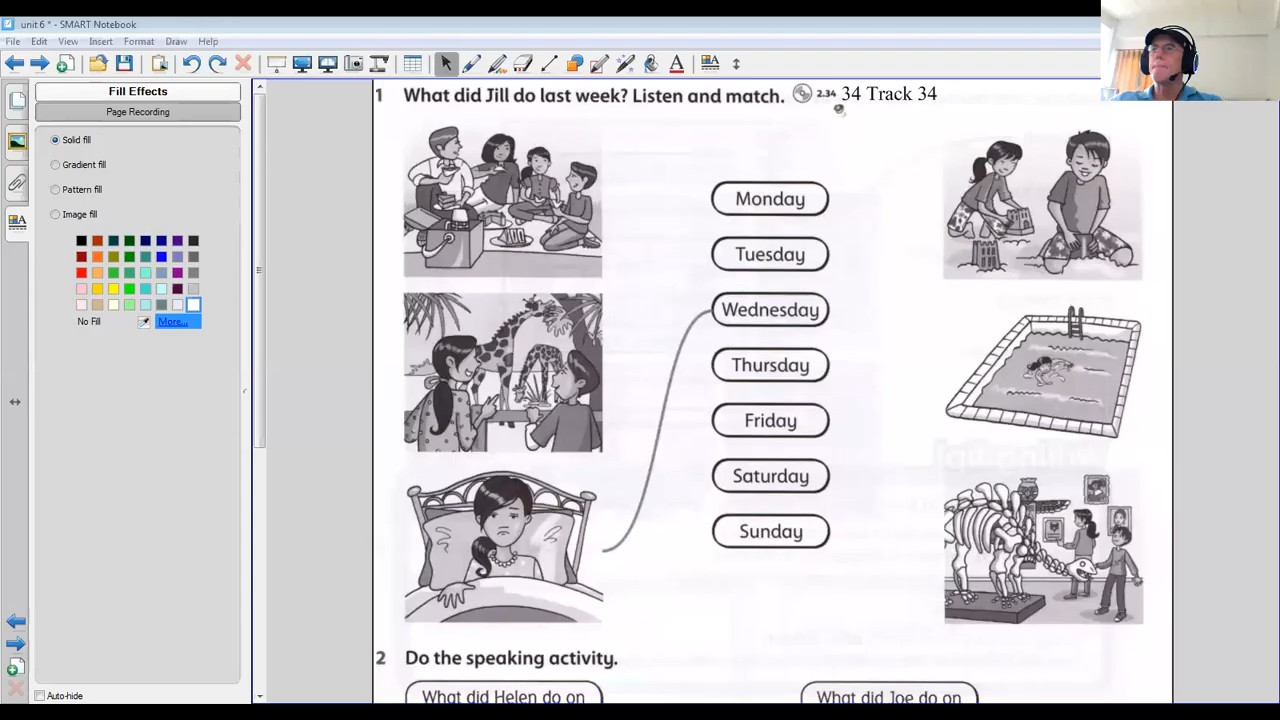 unit 6 * - SMART Notebook
File Edit View Insert Format Draw Help
Fill Effects
Page Recording
Solid fill
Gradient fill
Pattern fill
Image fill
No Fill
More...
Auto-hide
1 What did Jill do last week? Listen and match. 2.34 34 Track 34
Monday
Tuesday
Wednesday
Thursday
Friday
Saturday
Sunday
2 Do the speaking activity.
What did Helen do on
What did Joe do on